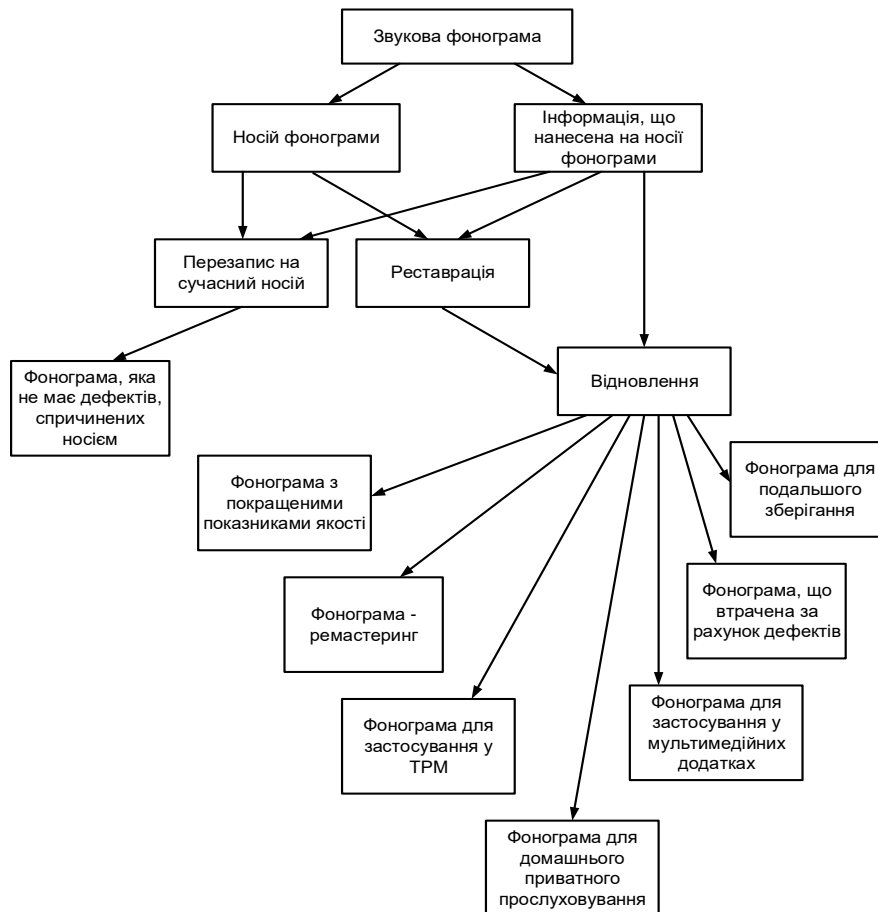 Звукова фонограма
Носій фонограми
Інформація, що
нанесена на носії
фонограми
Перезапис на
сучасний носій
Реставрація
Фонограма, яка
не має дефектів,
спричинених
носієм
Відновлення
Фонограма з
покращеними
показниками якості
Фонограма для
подальшого
зберігання
Фонограма -
ремастеринг
Фонограма, що
втрачена за
рахунок дефектів
Фонограма для
застосування у
ТРМ
Фонограма для
застосування у
мультимедійних
додатках
Фонограма для
домашнього
приватного
прослуховування